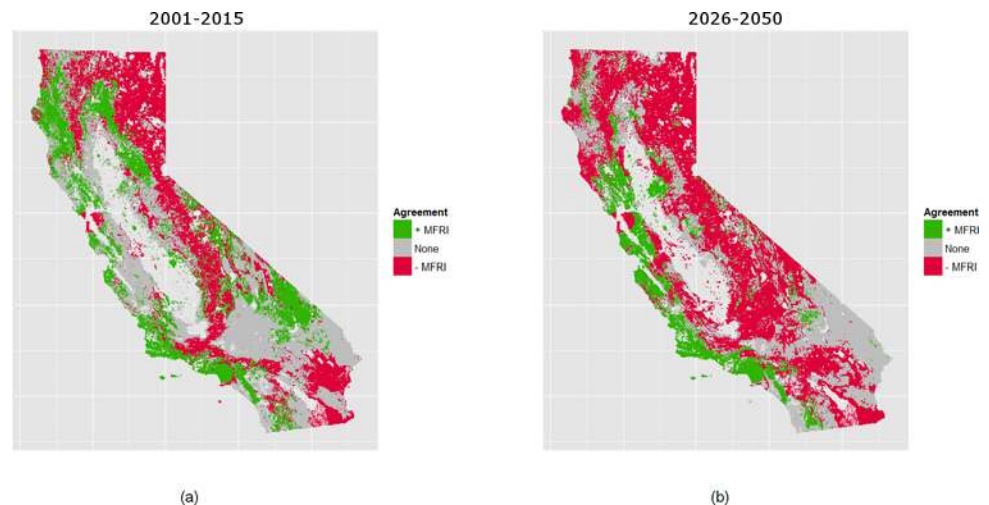 2001-2015
Agreement
+ MFRI
None
- MFRI
(a)
2026-2050
Agreement
+ MFRI
None
- MFRI
(b)